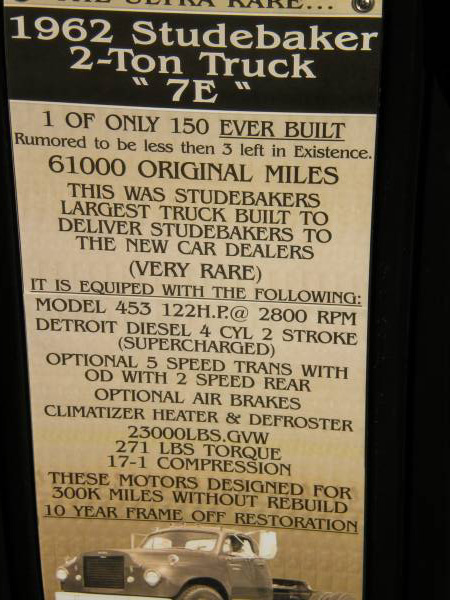 ULTRA RARE...
1962 Studebaker
2-Ton Truck
" 7E "
1 OF ONLY 150 EVER BUILT
Rumored to be less then 3 left in Existence.
61000 ORIGINAL MILES
THIS WAS STUDEBAKERS
LARGEST TRUCK BUILT TO
DELIVER STUDEBAKERS TO
THE NEW CAR DEALERS
(VERY RARE)
IT IS EQUIPED WITH THE FOLLOWING:
MODEL 453 122H.P.@ 2800 RPM
DETROIT DIESEL 4 CYL 2 STROKE
(SUPERCHARGED)
OPTIONAL 5 SPEED TRANS WITH
OD WITH 2 SPEED REAR
OPTIONAL AIR BRAKES
CLIMATIZER HEATER & DEFROSTER
23000LBS.GVW
271 LBS TORQUE
17-1 COMPRESSION
THESE MOTORS DESIGNED FOR
300K MILES WITHOUT REBUILD
10 YEAR FRAME OFF RESTORATION